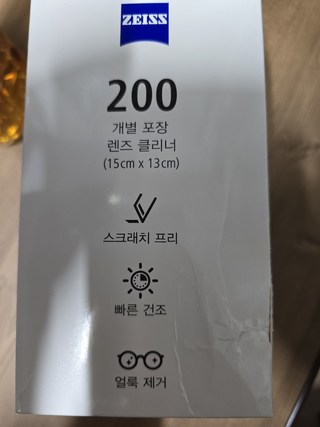 ZEISS
200
개별 포장
렌즈 클리너
(15cm x 13cm)
스크래치 프리
빠른 건조
얼룩 제거